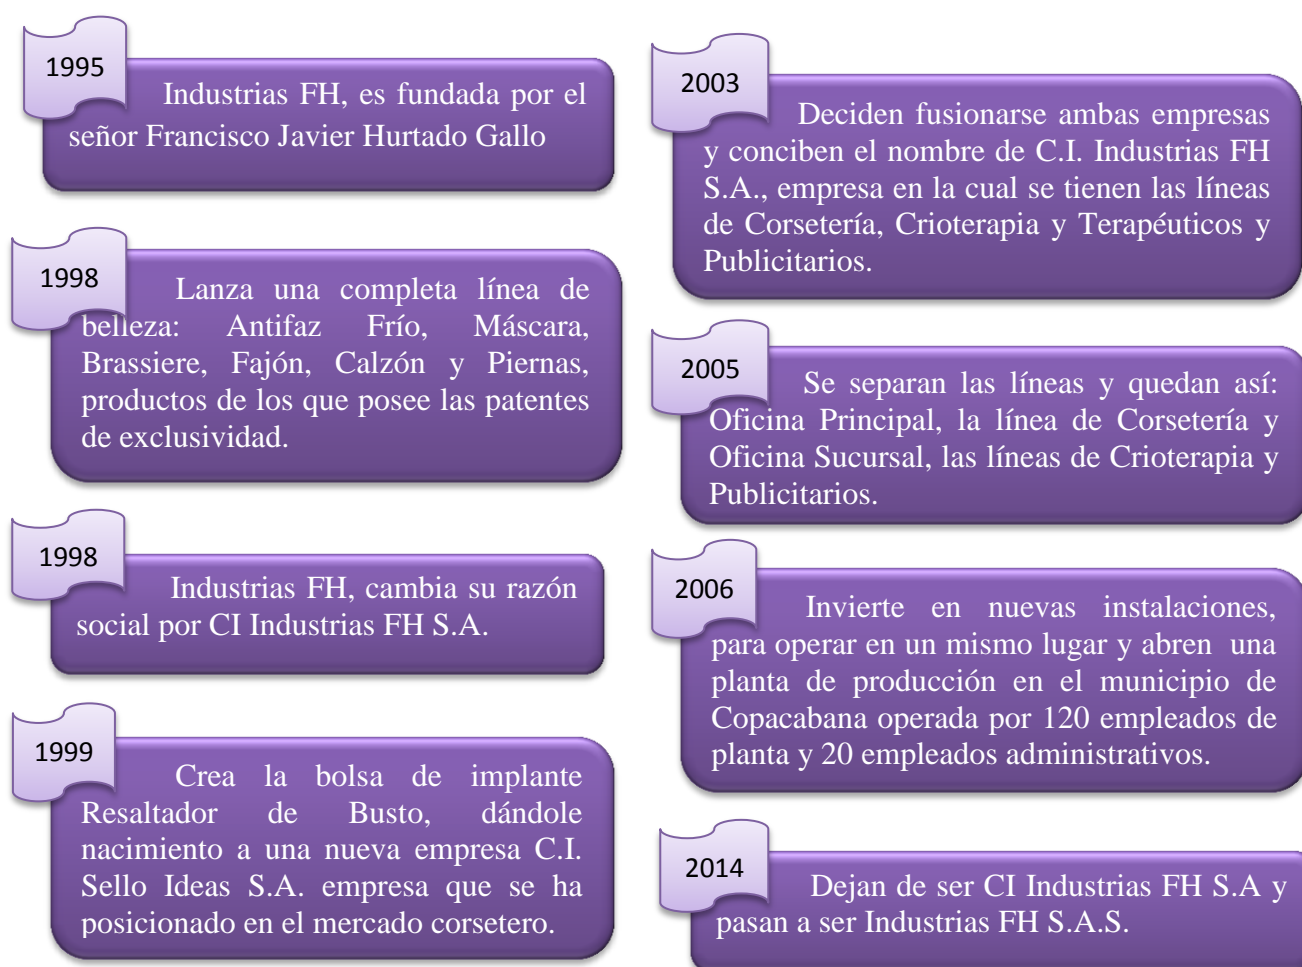 1995
Industrias FH, es fundada por el
señor Francisco Javier Hurtado Gallo
1998
Lanza una completa línea de
belleza: Antifaz Frío, Máscara,
Brassiere, Fajón, Calzón y Piernas,
productos de los que posee las patentes
de exclusividad.
1998
Industrias FH, cambia su razón
social por CI Industrias FH S.A.
1999
Crea la bolsa de implante
Resaltador de Busto, dándole
nacimiento a una nueva empresa C.I.
Sello Ideas S.A. empresa que se ha
posicionado en el mercado corsetero.
2003
Deciden fusionarse ambas empresas
y conciben el nombre de C.I. Industrias FH
S.A., empresa en la cual se tienen las líneas
de Corsetería, Crioterapia y Terapéuticos y
Publicitarios.
2005
Se separan las líneas y quedan así:
Oficina Principal, la línea de Corsetería y
Oficina Sucursal, las líneas de Crioterapia y
Publicitarios.
2006
Invierte en nuevas instalaciones,
para operar en un mismo lugar y abren una
planta de producción en el municipio de
Copacabana operada por 120 empleados de
planta y 20 empleados administrativos.
2014
Dejan de ser CI Industrias FH S.A y
pasan a ser Industrias FH S.A.S.